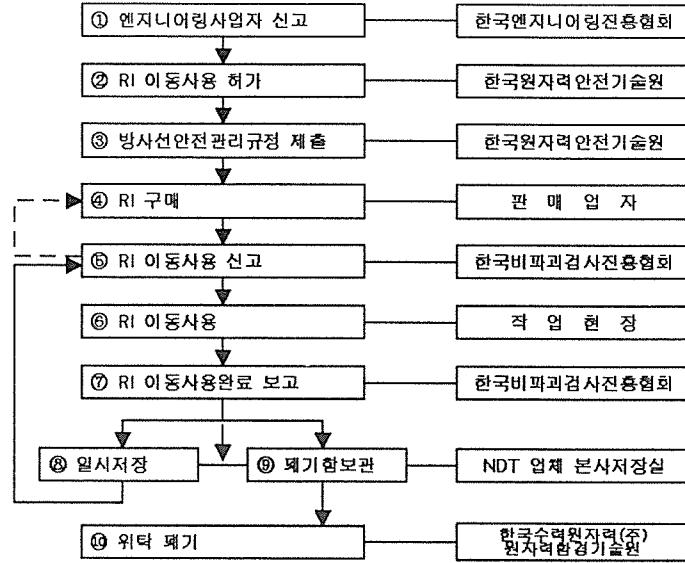 ① 엔지니어링사업자 신고
한국엔지니어링진흥협회
② RI 이동사용 허가
한국원자력안전기술원
③ 방사선안전관리규정 제출
한국원자력안전기술원
④ RI 구매
판 매 업 자
⑤ RI 이동사용 신고
한국비파괴검사진흥협회
⑥ RI 이동사용
작 업 현 장
⑦ RI 이동사용완료 보고
한국비파괴검사진흥협회
⑧ 일시저장
⑨ 폐기함보관
NDT 업체 본사저장실
⑩ 위탁 폐기
한국수력원자력(주)
원자력환경기술원